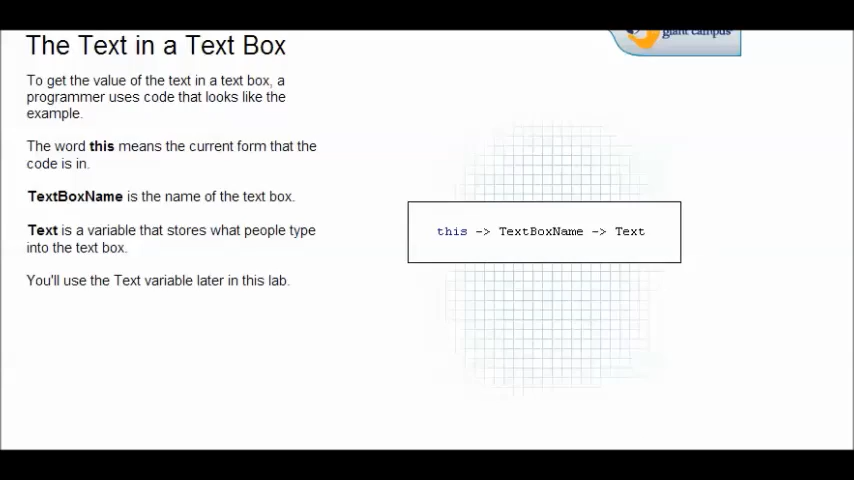 The Text in a Text Box
giant campus
To get the value of the text in a text box, a
programmer uses code that looks like the
example.
The word this means the current form that the
code is in.
TextBoxName is the name of the text box.
this -> TextBoxName -> Text
Text is a variable that stores what people type
into the text box.
You'll use the Text variable later in this lab.